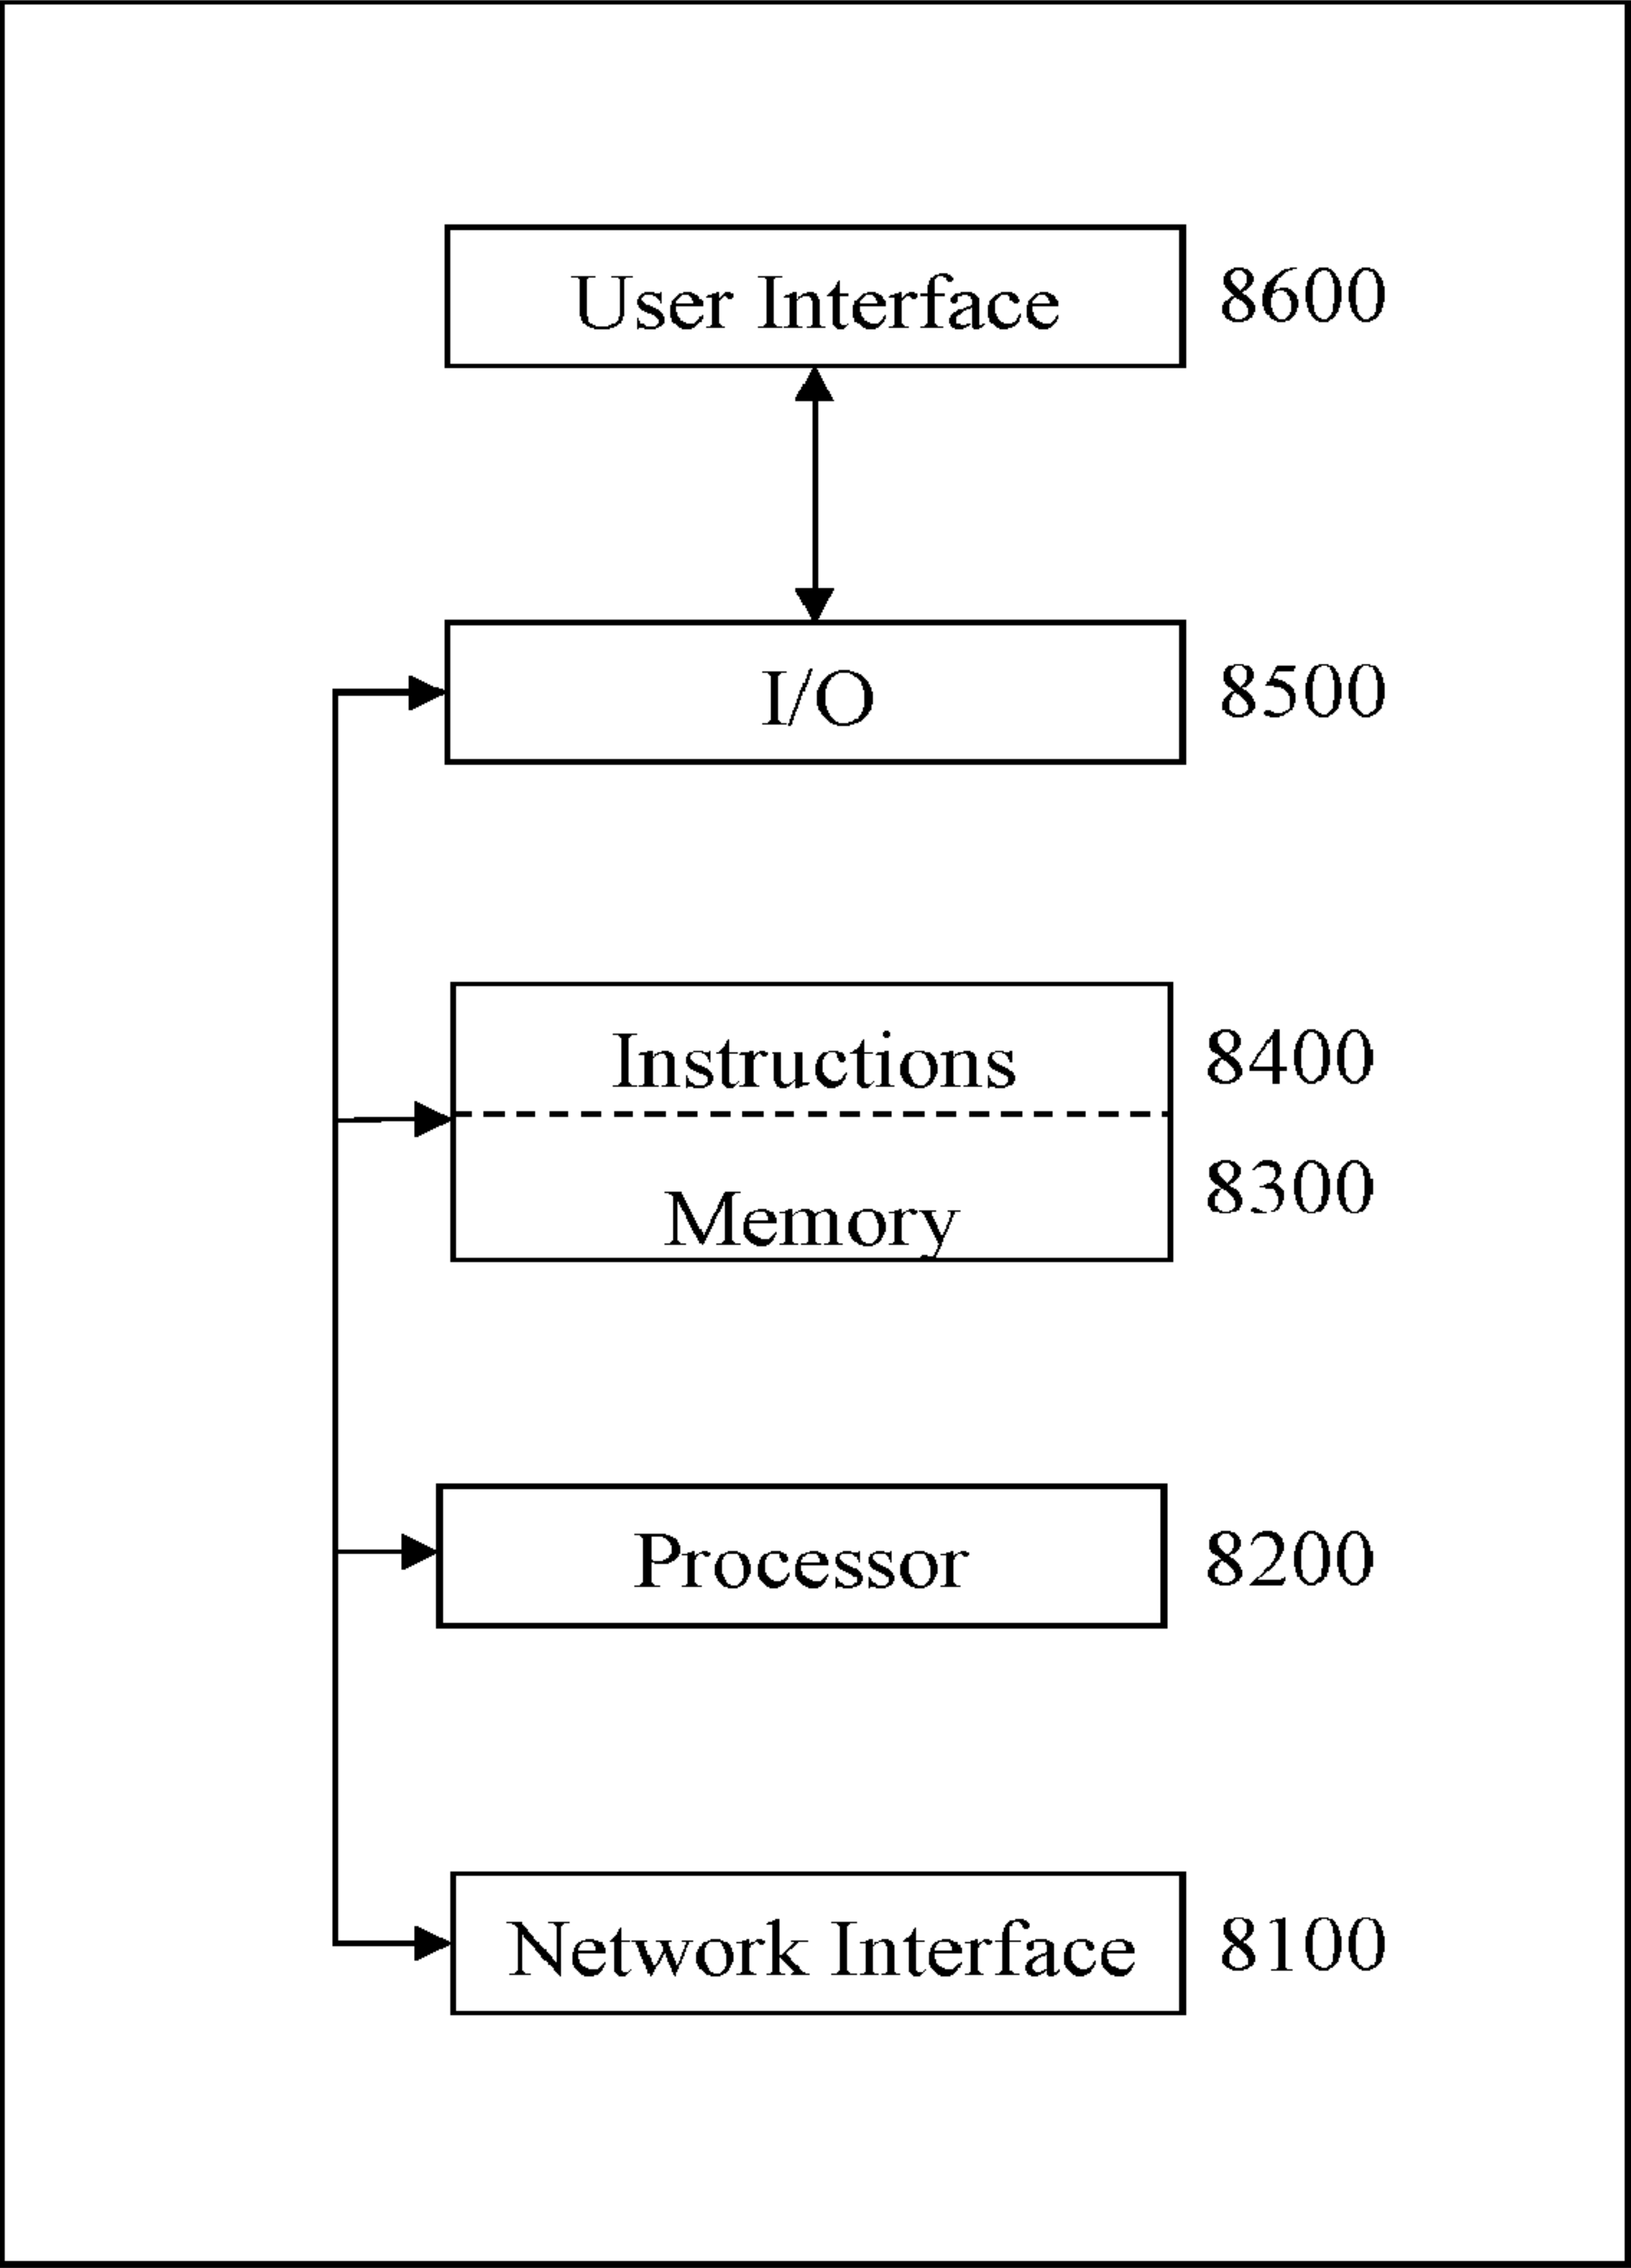 User Interface 8600
I/O 8500
Instructions 8400
Memory 8300
Processor 8200
Network Interface 8100